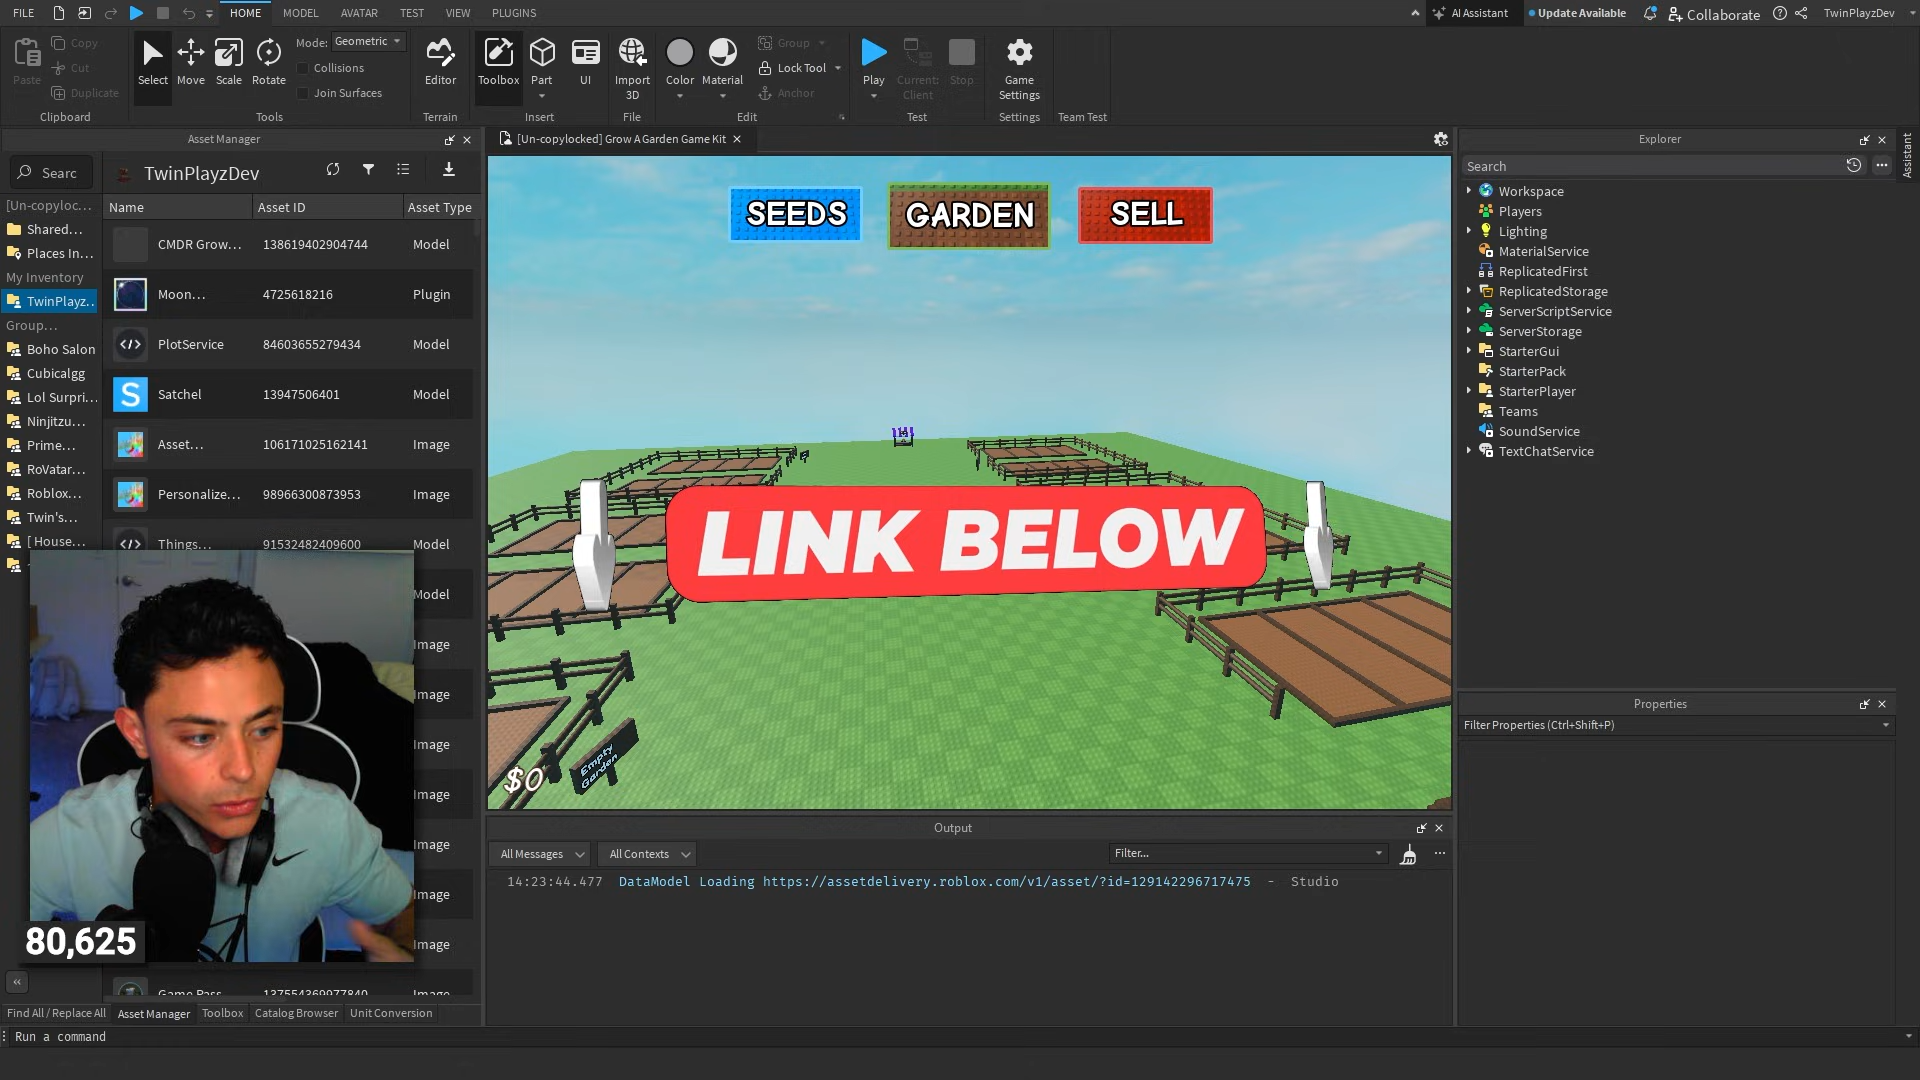 FILE HOME MODEL AVATAR TEST VIEW PLUGINS AI Assistant Update Available Collaborate TwinPlayzDev
Paste Copy Cut Duplicate Clipboard
Select Move Scale Rotate Mode: Geometric Collisions Join Surfaces Tools
Editor Terrain
Toolbox Part UI Insert
Import 3D File
Color Material Group Lock Tool Anchor Edit
Play Current: Client Stop Test
Game Settings Settings
Team Test
Asset Manager
Searc
TwinPlayzDev
[Un-copyloc...
Shared...
Places In...
My Inventory
TwinPlayz..
Group...
Boho Salon
Cubicalgg
Lol Surpri...
Ninjitzu...
Prime...
RoVatar...
Roblox...
Twin's...
[ House...
Name Asset ID Asset Type
CMDR Grow... 138619402904744 Model
Moon... 4725618216 Plugin
PlotService 84603655279434 Model
Satchel 13947506401 Model
Asset... 106171025162141 Image
Personalize... 98966300873953 Image
Things... 91532482409600 Model
Model
Image
Image
Image
Image
Image
Image
Image
Game Pass 137554369977840 Image
80,625
Find All / Replace All Asset Manager Toolbox Catalog Browser Unit Conversion
Run a command
[Un-copylocked] Grow A Garden Game Kit
SEEDS GARDEN SELL
LINK BELOW
Empty Garden
$0
Output
All Messages All Contexts Filter...
14:23:44.477 DataModel Loading https://assetdelivery.roblox.com/v1/asset/?id=129142296717475 - Studio
Explorer
Search
Workspace
Players
Lighting
MaterialService
ReplicatedFirst
ReplicatedStorage
ServerScriptService
ServerStorage
StarterGui
StarterPack
StarterPlayer
Teams
SoundService
TextChatService
Properties
Filter Properties (Ctrl+Shift+P)
Assistant